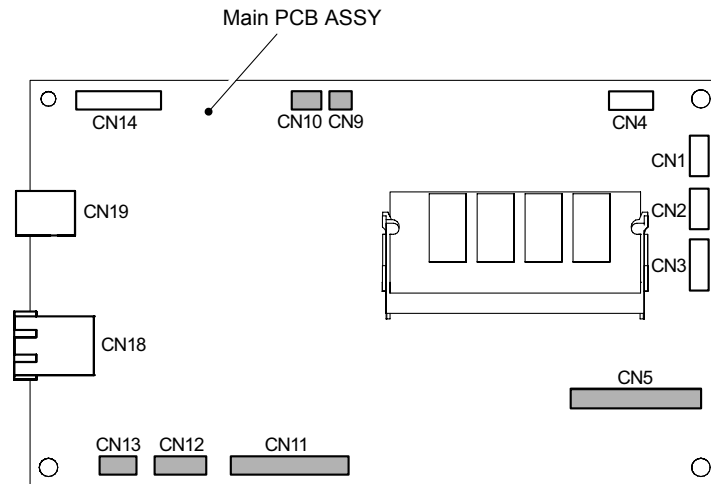 Main PCB ASSY
CN14
CN10
CN9
CN4
CN1
CN19
CN2
CN3
CN18
CN5
CN13
CN12
CN11